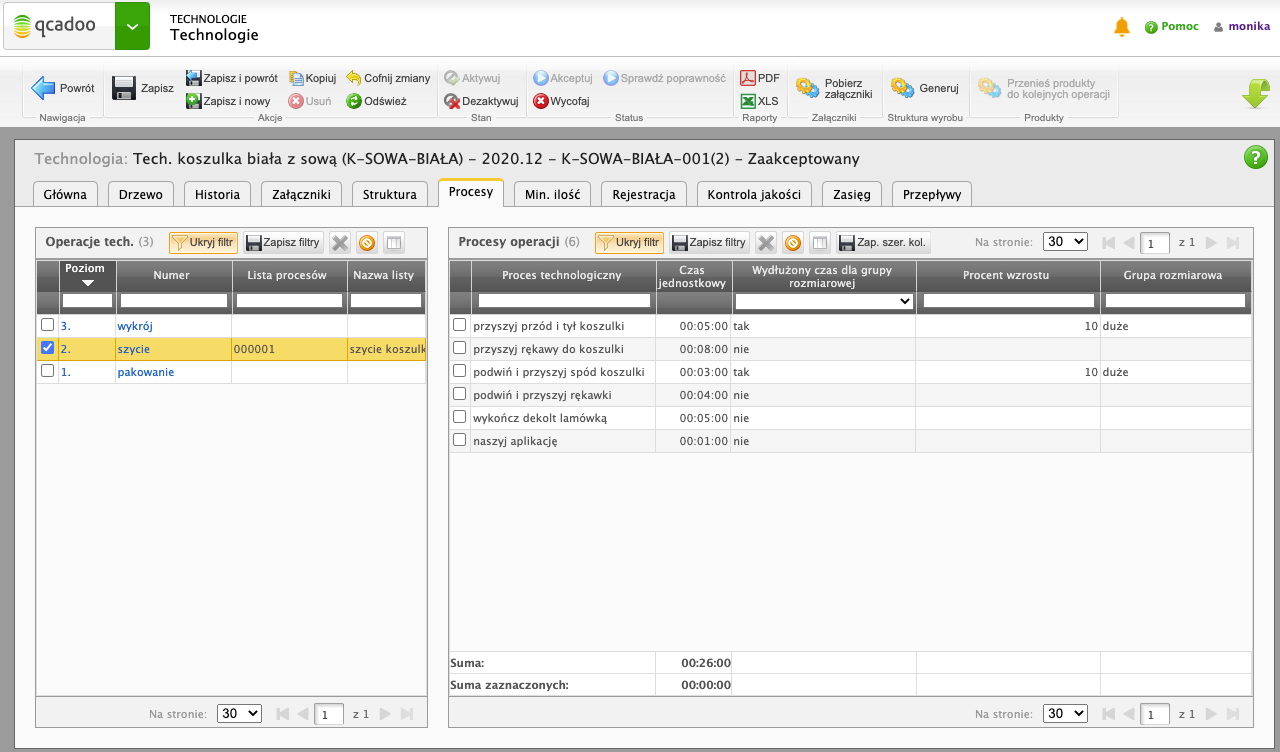 qcadoo
TECHNOLOGIE
Technologie
Pomoc
monika
Powrót
Nawigacja
Zapisz
Zapisz i powrót
Kopiuj
Cofnij zmiany
Zapisz i nowy
Usuń
Odśwież
Akcje
Aktywuj
Dezaktywuj
Stan
Akceptuj
Sprawdź poprawność
Wycofaj
Status
PDF
XLS
Raporty
Pobierz
załączniki
Załączniki
Generuj
Struktura wyrobu
Przenieś produkty
do kolejnych operacji
Produkty
Technologia: Tech. koszulka biała z sową (K-SOWA-BIAŁA) - 2020.12 - K-SOWA-BIAŁA-001(2) - Zaakceptowany
?
Główna
Drzewo
Historia
Załączniki
Struktura
Procesy
Min. ilość
Rejestracja
Kontrola jakości
Zasięg
Przepływy
Operacje tech. (3)
Ukryj filtr
Zapisz filtry
Poziom
Numer
Lista procesów
Nazwa listy
3. wykrój
2. szycie 000001 szycie koszulk
1. pakowanie
Na stronie: 30 1 z 1
Procesy operacji (6)
Ukryj filtr
Zapisz filtry
Zap. szer. kol.
Na stronie: 30 1 z 1
Proces technologiczny
Czas
jednostkowy
Wydłużony czas dla grupy
rozmiarowej
Procent wzrostu
Grupa rozmiarowa
przyszyj przód i tył koszulki 00:05:00 tak 10 duże
przyszyj rękawy do koszulki 00:08:00 nie
podwiń i przyszyj spód koszulki 00:03:00 tak 10 duże
podwiń i przyszyj rękawki 00:04:00 nie
wykończ dekolt lamówką 00:05:00 nie
naszyj aplikację 00:01:00 nie
Suma: 00:26:00
Suma zaznaczonych: 00:00:00
Na stronie: 30 1 z 1